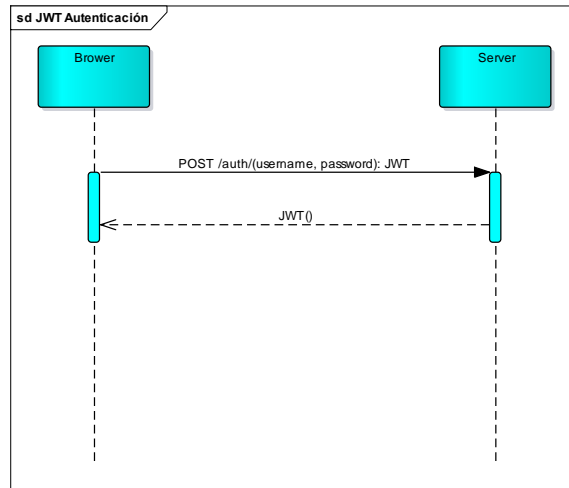 sd JWT Autenticación
Brower
Server
POST /auth/(username, password): JWT
JWT()